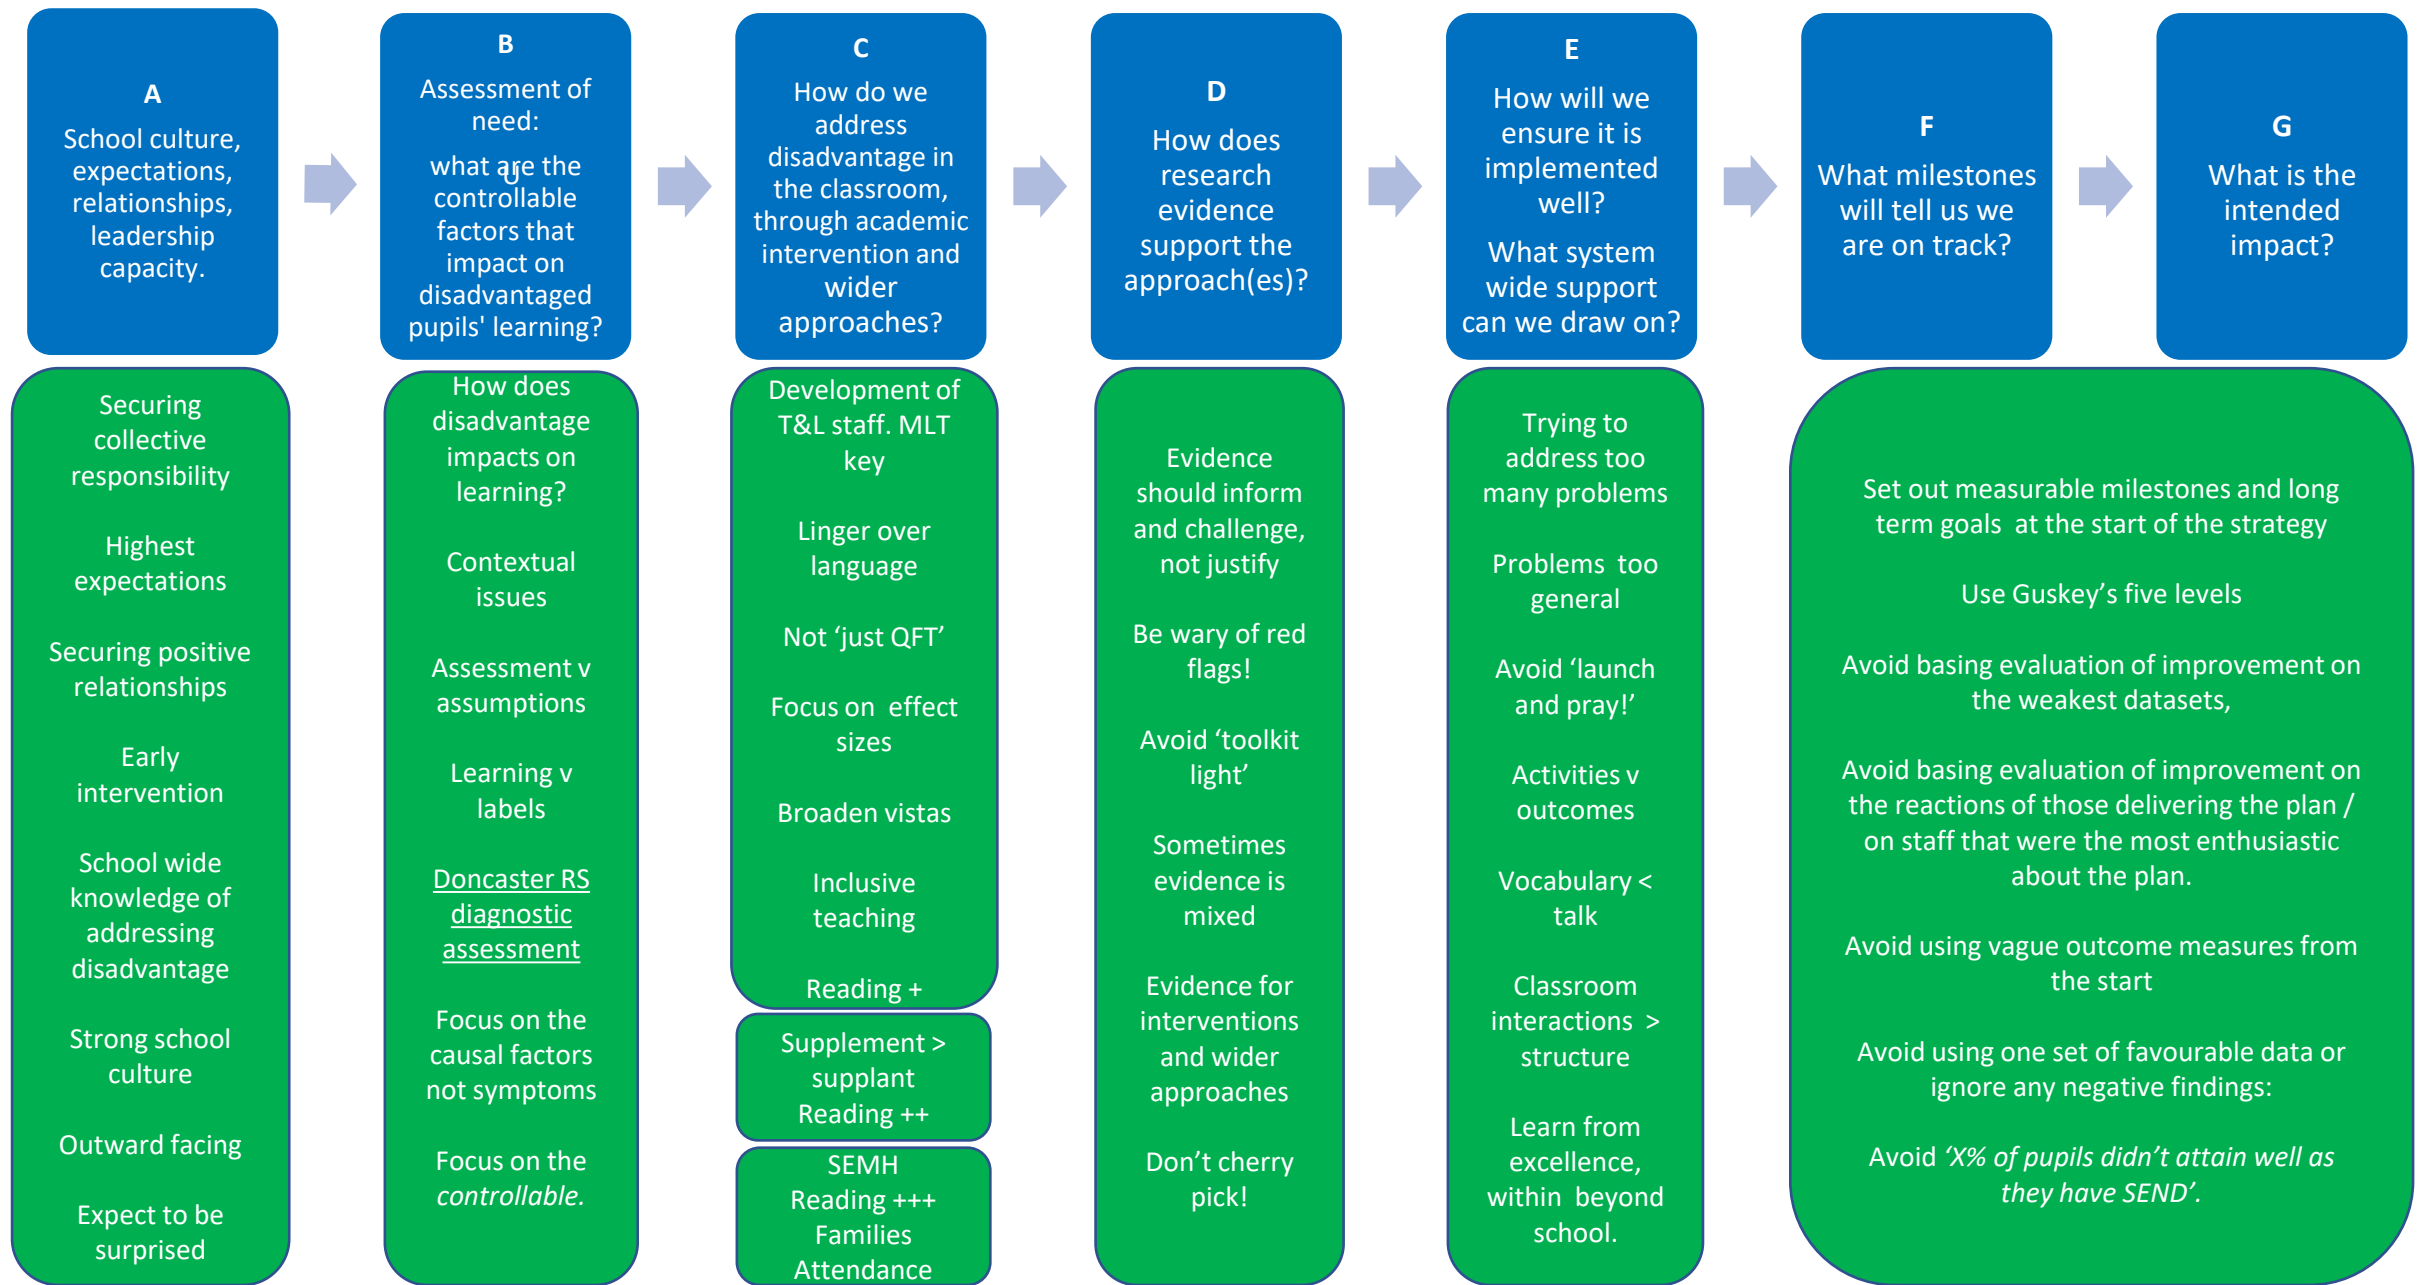 A
School culture,
expectations,
relationships,
leadership
capacity.
B
Assessment of
need:
what are the
U
controllable
factors that
impact on
disadvantaged
pupils' learning?
C
How do we
address
disadvantage in
the classroom,
through academic
intervention and
wider
approaches?
D
How does
research
evidence
support the
approach(es)?
E
How will we
ensure it is
implemented
well?
What system
wide support
can we draw on?
F
What milestones
will tell us we
are on track?
G
What is the
intended
impact?
Securing
collective
responsibility
Highest
expectations
Securing positive
relationships
Early
intervention
School wide
knowledge of
addressing
disadvantage
Strong school
culture
Outward facing
Expect to be
surprised
How does
disadvantage
impacts on
learning?
Contextual
issues
Assessment v
assumptions
Learning v
labels
Doncaster RS
diagnostic
assessment
Focus on the
causal factors
not symptoms
Focus on the
controllable.
Development of
T&L staff. MLT
key
Linger over
language
Not ‘just QFT’
Focus on effect
sizes
Broaden vistas
Inclusive
teaching
Reading +
Supplement >
supplant
Reading ++
SEMH
Reading +++
Families
Attendance
Evidence
should inform
and challenge,
not justify
Be wary of red
flags!
Avoid ‘toolkit
light’
Sometimes
evidence is
mixed
Evidence for
interventions
and wider
approaches
Don’t cherry
pick!
Trying to
address too
many problems
Problems too
general
Avoid ‘launch
and pray!’
Activities v
outcomes
Vocabulary <
talk
Classroom
interactions >
structure
Learn from
excellence,
within beyond
school.
Set out measurable milestones and long
term goals at the start of the strategy
Use Guskey’s five levels
Avoid basing evaluation of improvement on
the weakest datasets,
Avoid basing evaluation of improvement on
the reactions of those delivering the plan /
on staff that were the most enthusiastic
about the plan.
Avoid using vague outcome measures from
the start
Avoid using one set of favourable data or
ignore any negative findings:
Avoid ‘X% of pupils didn’t attain well as
they have SEND’.